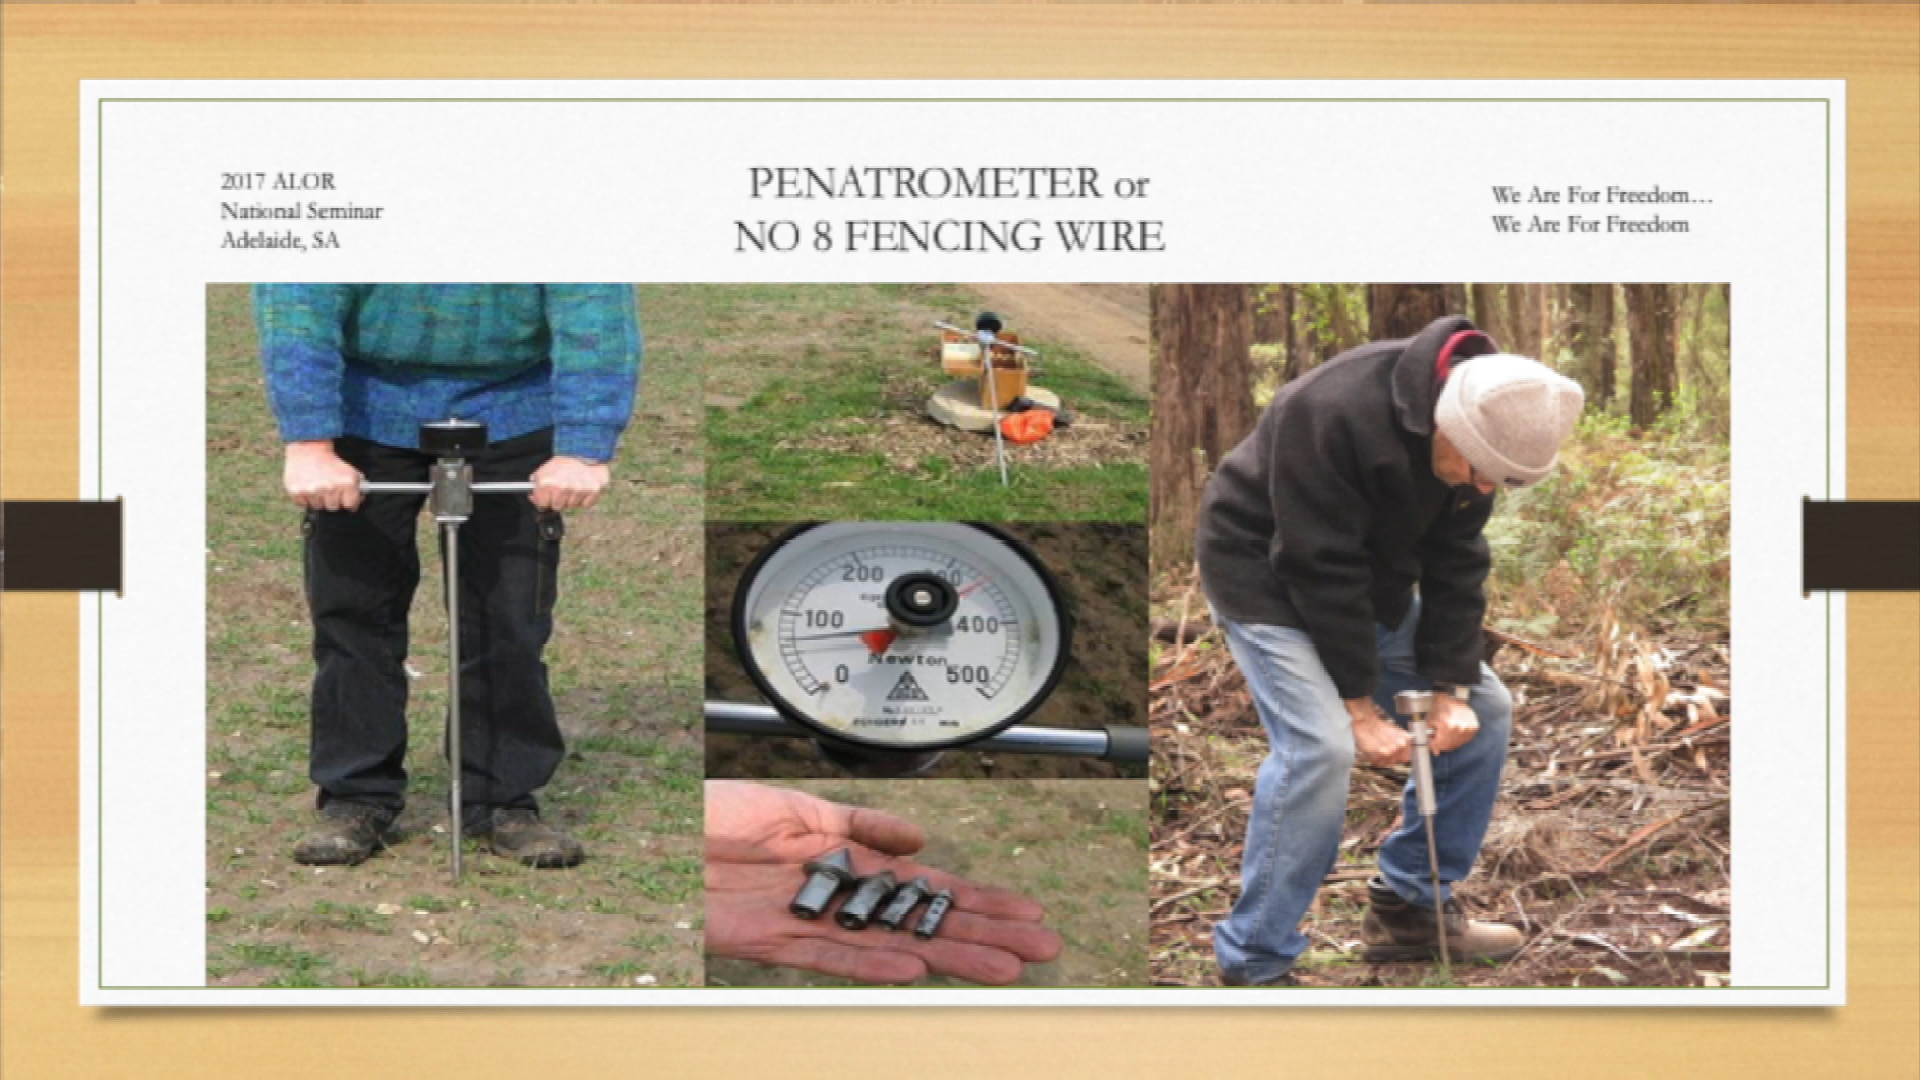 2017 ALOR
National Seminar
Adelaide, SA
PENATROMETER or
NO 8 FENCING WIRE
We Are For Freedom…
We Are For Freedom
200
300
100
400
Newton
0
500